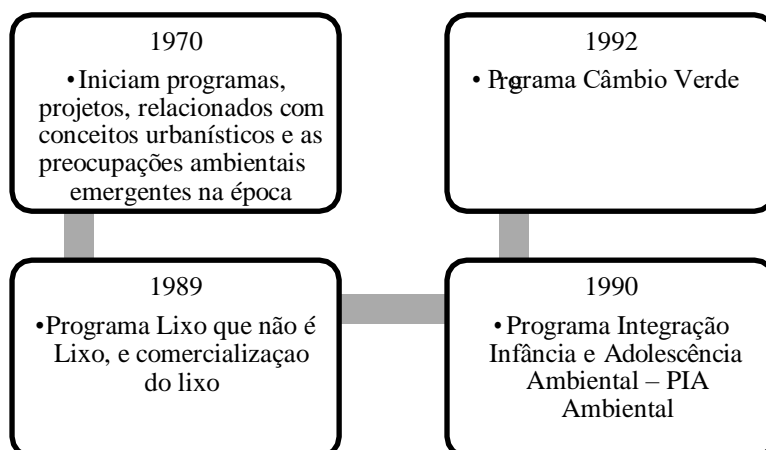 1970
•Iniciam programas,
projetos, relacionados com
conceitos urbanísticos e as
preocupações ambientais
emergentes na época
1989
•Programa Lixo que não é
Lixo, e comercializaçao
do lixo
1990
• Programa Integração
Infância e Adolescência
Ambiental – PIA
Ambiental
1992
• Programa Câmbio Verde